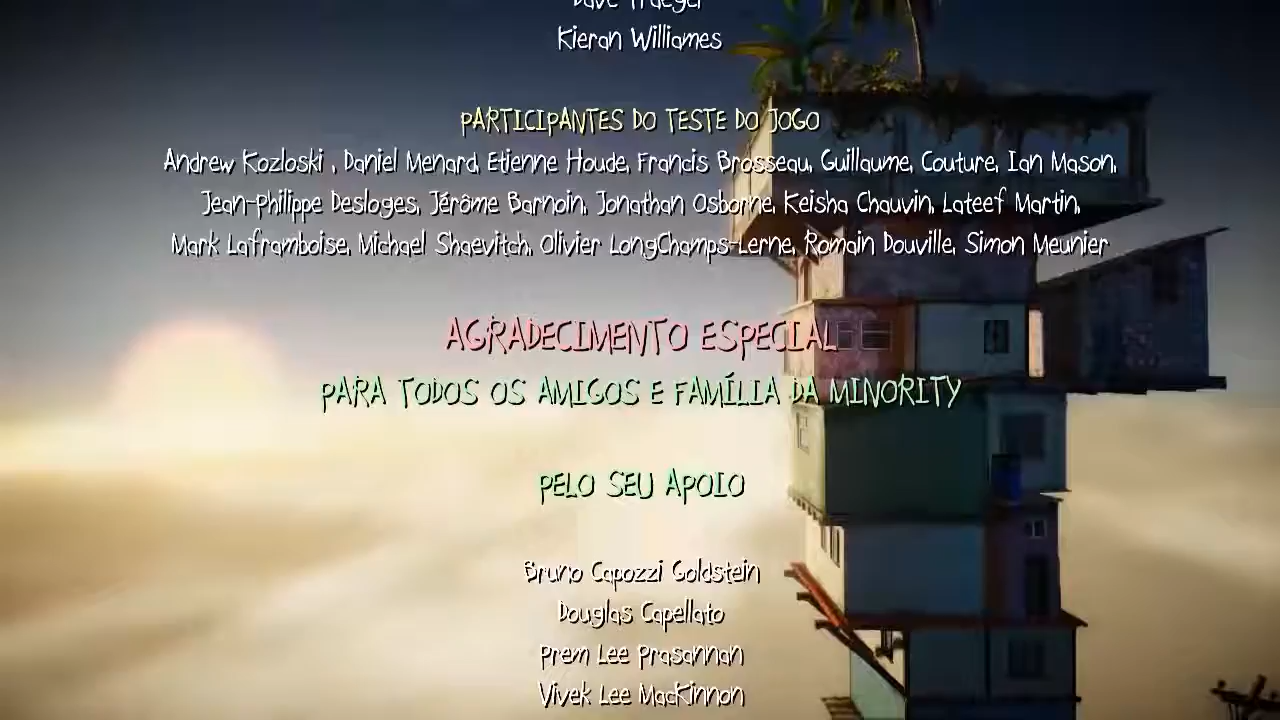 Dave Traeger
Kieran Williames
PARTICIPANTES DO TESTE DO JOGO
Andrew Kozloski , Daniel Menard, Etienne Houde, Francis Brosseau, Guillaume, Couture, Ian Mason,
Jean-Philippe Desloges, Jérôme Barnoin, Jonathan Osborne, Keisha Chauvin, Lateef Martin,
Mark Laframboise, Michael Shaevitch, Olivier LongChamps-Lerne, Romain Douville, Simon Meunier
AGRADECIMENTO ESPECIAL
PARA TODOS OS AMIGOS E FAMÍLIA DA MINORITY
PELO SEU APOIO
Bruno Capozzi Goldstein
Douglas Capellato
Prem Lee Prasannan
Vivek Lee MacKinnon